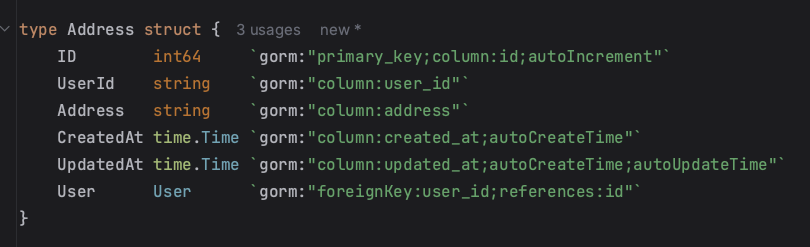 type Address struct { 3 usages new *
ID int64 `gorm:"primary_key;column:id;autoIncrement"`
UserId string `gorm:"column:user_id"`
Address string `gorm:"column:address"`
CreatedAt time.Time `gorm:"column:created_at;autoCreateTime"`
UpdatedAt time.Time `gorm:"column:updated_at;autoCreateTime;autoUpdateTime"`
User User `gorm:"foreignKey:user_id;references:id"`
}